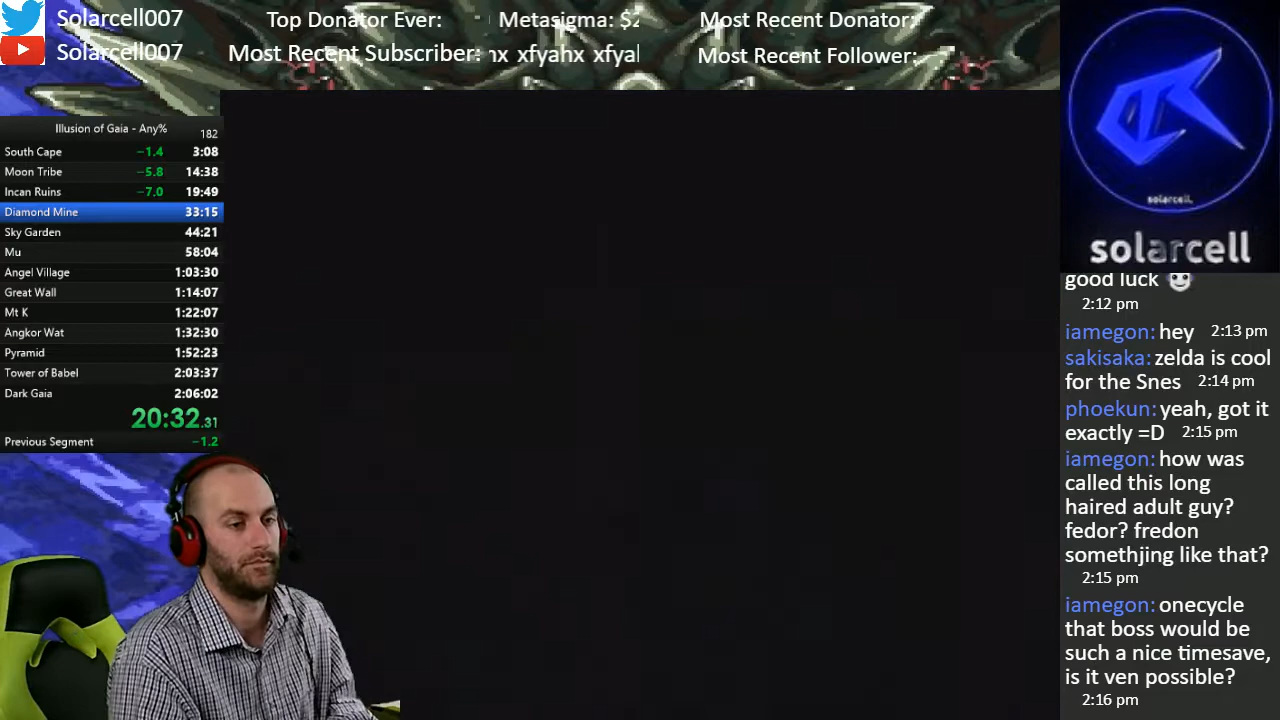 Solarcell007
Top Donator Ever:
Metasigma: $
Most Recent Donator:
Solarcell007
Most Recent Subscriber:
xfyahx
Most Recent Follower:
Illusion of Gaia - Any%
182
South Cape −1.4 3:08
Moon Tribe −5.8 14:38
Incan Ruins −7.0 19:49
Diamond Mine 33:15
Sky Garden 44:21
Mu 58:04
Angel Village 1:03:30
Great Wall 1:14:07
Mt K 1:22:07
Angkor Wat 1:32:30
Pyramid 1:52:23
Tower of Babel 2:03:37
Dark Gaia 2:06:02
20:32.31
Previous Segment −1.2
solarcell.
solarcell
good luck
2:12 pm
iamegon: hey 2:13 pm
sakisaka: zelda is cool
for the Snes 2:14 pm
phoekun: yeah, got it
exactly =D 2:15 pm
iamegon: how was
called this long
haired adult guy?
fedor? fredon
somethjing like that?
2:15 pm
iamegon: onecycle
that boss would be
such a nice timesave,
is it ven possible?
2:16 pm